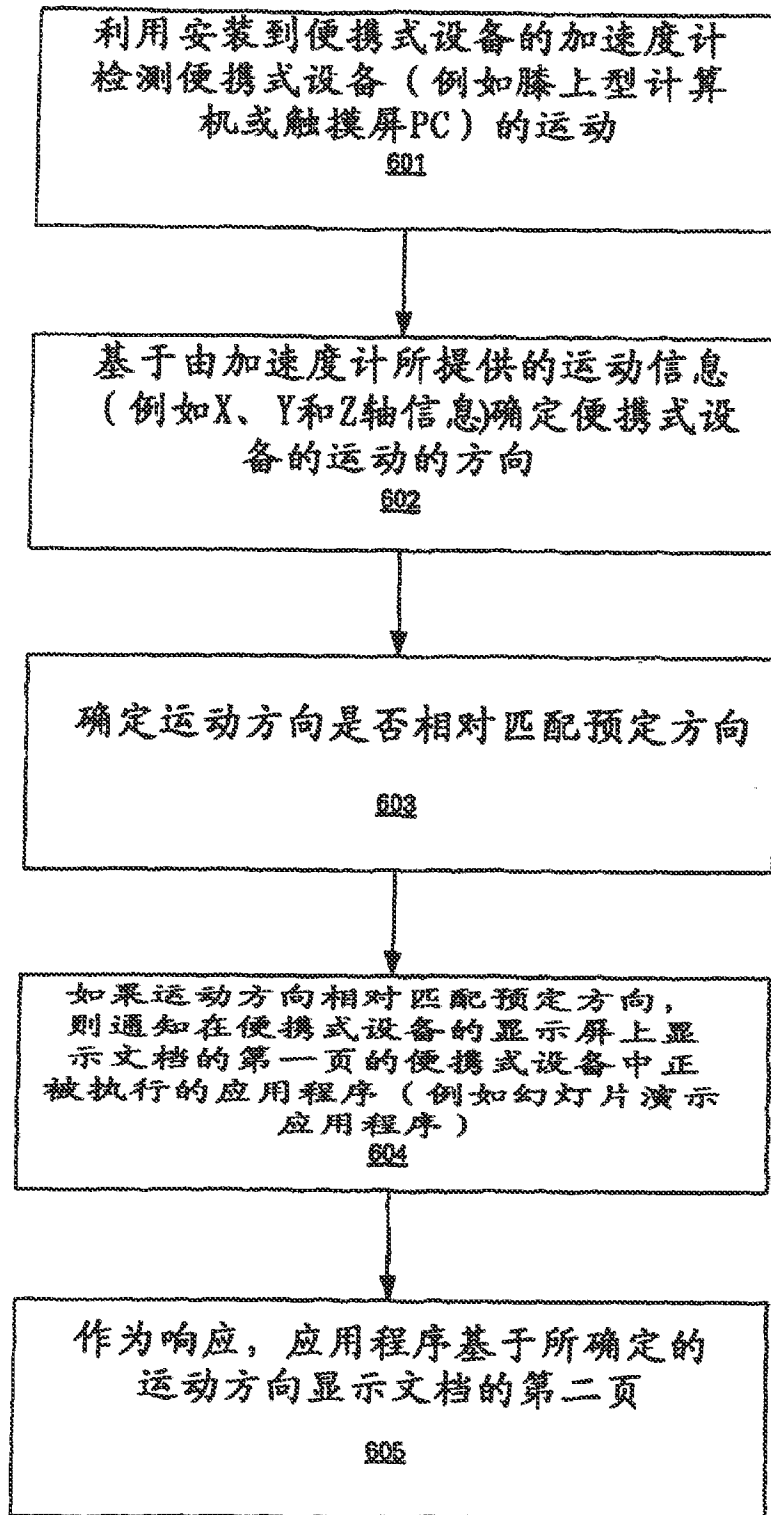 利用安装到便携式设备的加速度计
检测便携式设备（例如膝上型计算
机或触摸屏PC）的运动
601
基于由加速度计所提供的运动信息
（例如X、Y和Z轴信息)确定便携式设
备的运动的方向
602
确定运动方向是否相对匹配预定方向
603
如果运动方向相对匹配预定方向，
则通知在便携式设备的显示屏上显
示文档的第一页的便携式设备中正
被执行的应用程序（例如幻灯片演示
应用程序）
604
作为响应，应用程序基于所确定的
运动方向显示文档的第二页
605